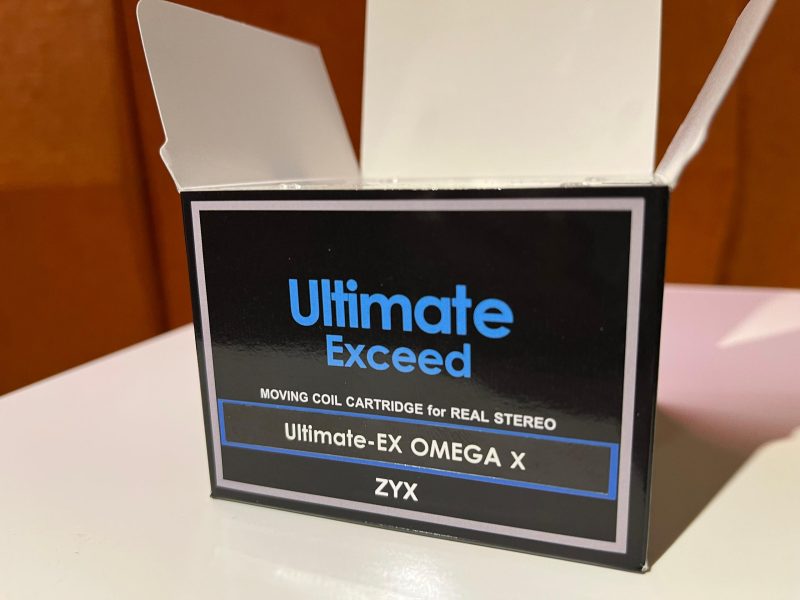 Ultimate
Exceed
MOVING COIL CARTRIDGE for REAL STEREO
Ultimate-EX OMEGA X
ZYX